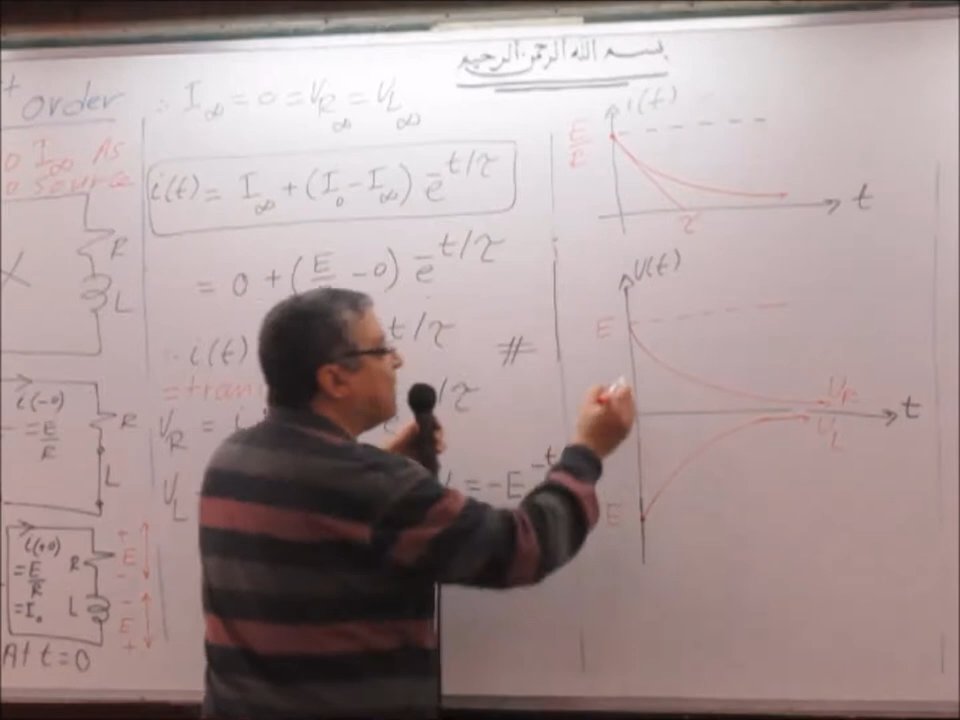 بسم الله الرحمن الرحيم
Order
I∞ As
source
R
L
i(-0)
= E/R
R
L
i(+0)
= E/R
= I₀
R
L
+
E
-
-
E
+
At t=0
∴ I∞ = 0 = V_R∞ = V_L∞
i(t) = I∞ + (I₀ - I∞) e^-t/τ
= 0 + (E - 0) e^-t/τ
∴ i(t) t/τ #
= tran
V_R = i /τ
V_L = -E -t
i(t)
E/R
τ
t
V(t)
E
V_R
t
V_L
E